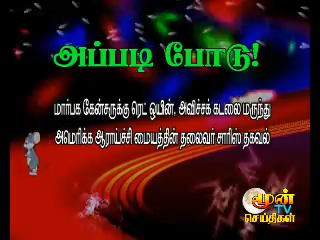 அப்படி போடு!
மார்பக கேன்சருக்கு ரெட் ஒயின், அவிச்சக் கடலை மருந்து
அமெரிக்க ஆராய்ச்சி மையத்தின் தலைவர் சாரிஸ் தகவல்
மூன்
TV
செய்திகள்